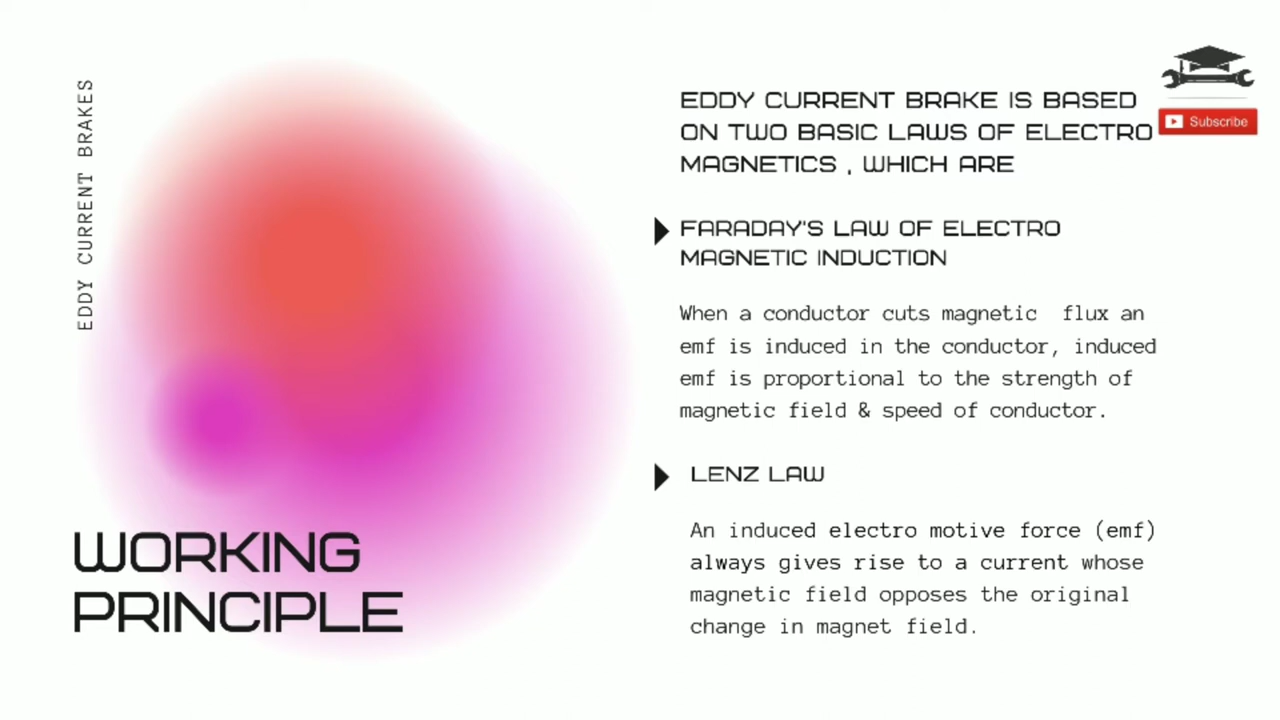 EDDY CURRENT BRAKES
WORKING
PRINCIPLE
EDDY CURRENT BRAKE IS BASED
ON TWO BASIC LAWS OF ELECTRO
MAGNETICS , WHICH ARE
FARADAY'S LAW OF ELECTRO
MAGNETIC INDUCTION
When a conductor cuts magnetic flux an
emf is induced in the conductor, induced
emf is proportional to the strength of
magnetic field & speed of conductor.
LENZ LAW
An induced electro motive force (emf)
always gives rise to a current whose
magnetic field opposes the original
change in magnet field.
Subscribe